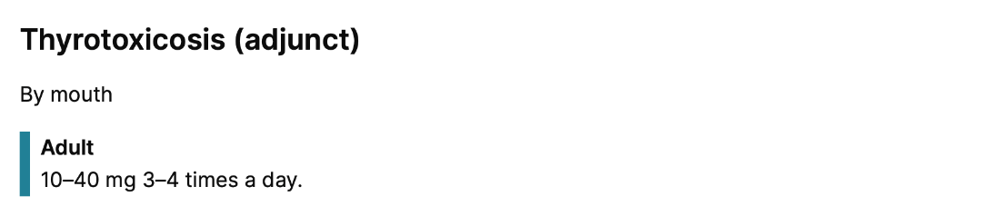 Thyrotoxicosis (adjunct)
By mouth
Adult
10–40 mg 3–4 times a day.